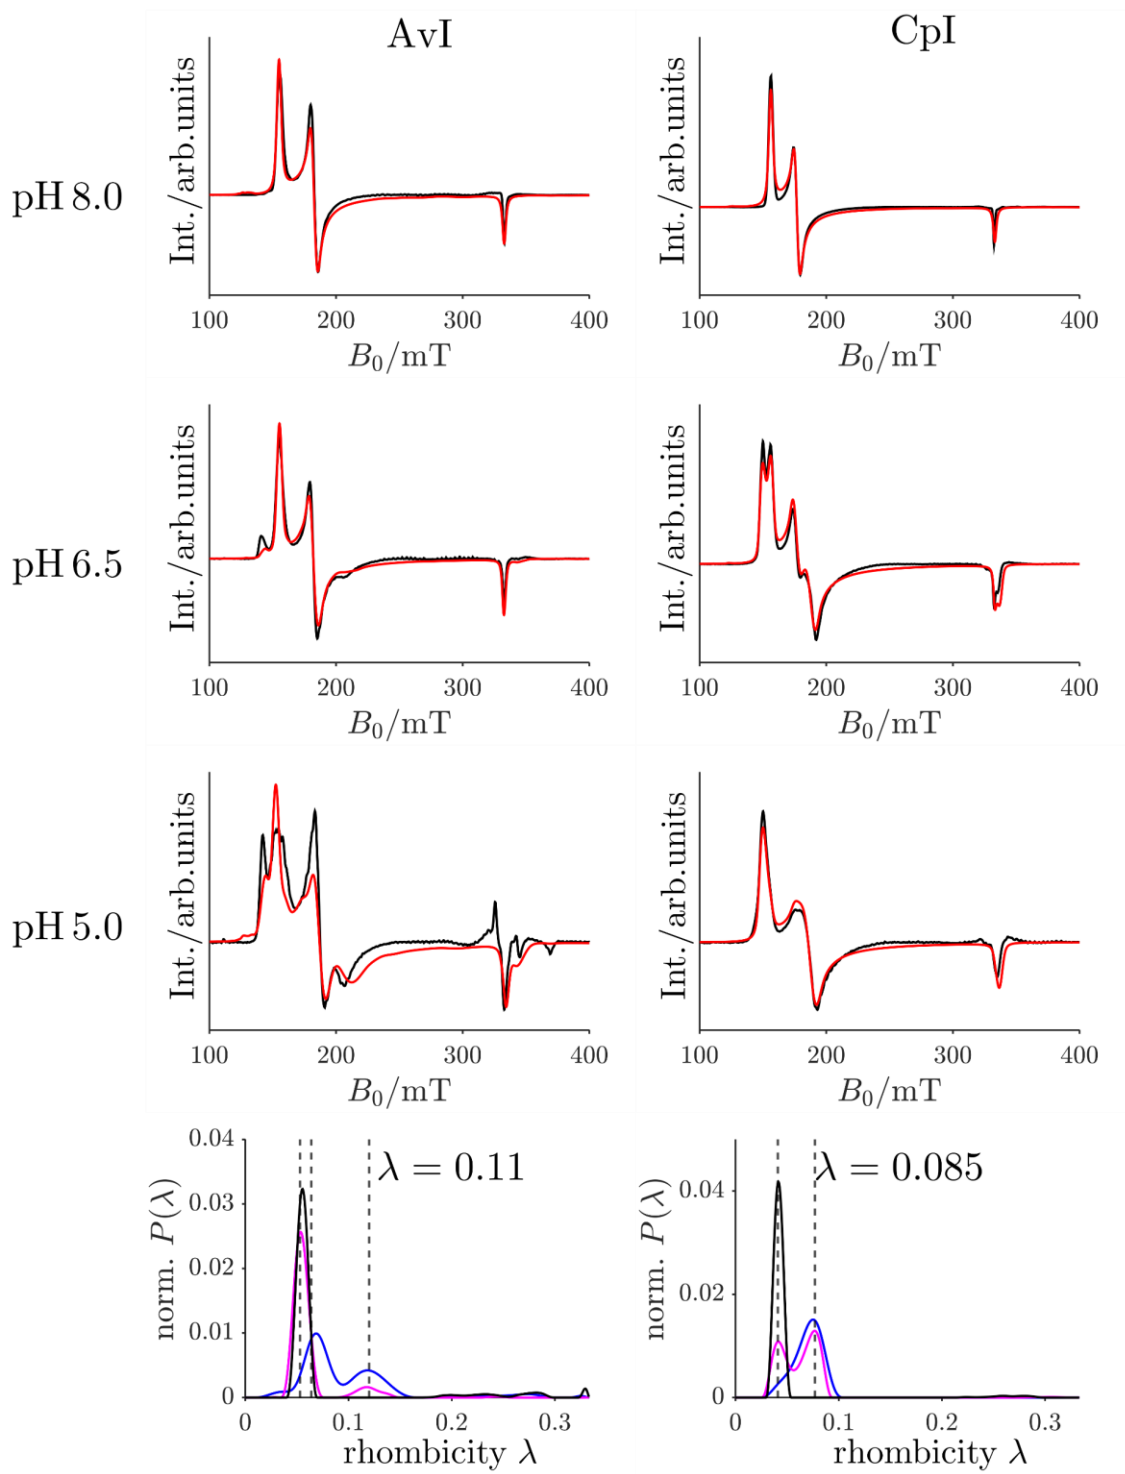 AvI CpI
pH 8.0
Int./arb.units Int./arb.units
100 200 300 400 100 200 300 400
B₀/mT B₀/mT
pH 6.5
Int./arb.units Int./arb.units
100 200 300 400 100 200 300 400
B₀/mT B₀/mT
pH 5.0
Int./arb.units Int./arb.units
100 200 300 400 100 200 300 400
B₀/mT B₀/mT
norm. P(λ)
0.04
0.03
0.02
0.01
0
λ = 0.11
0 0.1 0.2 0.3
rhombicity λ
norm. P(λ)
0.04
0.02
0
λ = 0.085
0 0.1 0.2 0.3
rhombicity λ